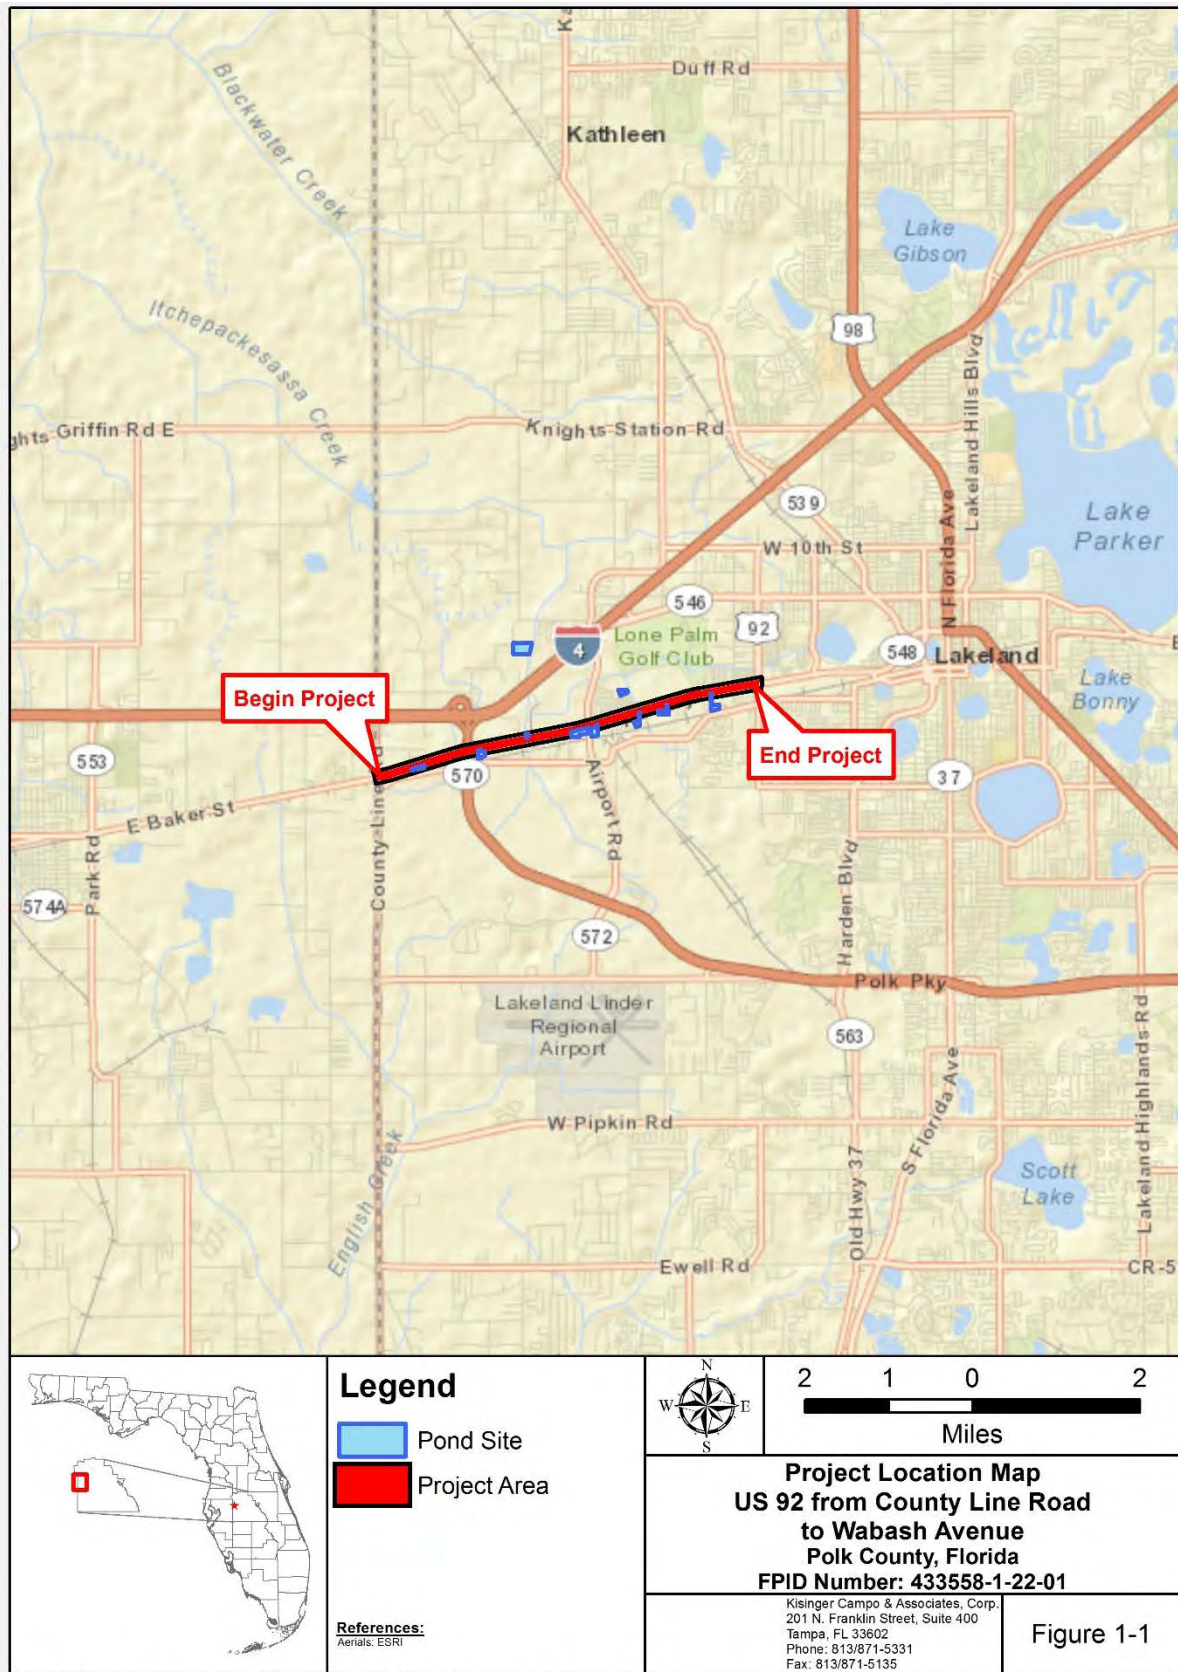 Duff Rd
Kathleen
Blackwater Creek
Lake
Gibson
Itchepackesassa Creek
98
Lakeland Hills Blvd
ghts Griffin Rd E
Knights Station Rd
539
Lake
Parker
W 10th St
N Florida Ave
546
92
4
Lone Palm
Golf Club
548
Lakeland
Lake
Bonny
Begin Project
End Project
553
570
37
E Baker St
Airport Rd
County Line
Park Rd
Harden Blvd
574A
572
Polk Pky
Lakeland Linder
Regional
Airport
563
S Florida Ave
Lakeland Highlands Rd
W Pipkin Rd
English Creek
Old Hwy 37
Scott
Lake
Ewell Rd
CR-5
Legend
Pond Site
Project Area
References:
Aerials: ESRI
N
W E
S
2 1 0 2
Miles
Project Location Map
US 92 from County Line Road
to Wabash Avenue
Polk County, Florida
FPID Number: 433558-1-22-01
Kisinger Campo & Associates, Corp.
201 N. Franklin Street, Suite 400
Tampa, FL 33602
Phone: 813/871-5331
Fax: 813/871-5135
Figure 1-1